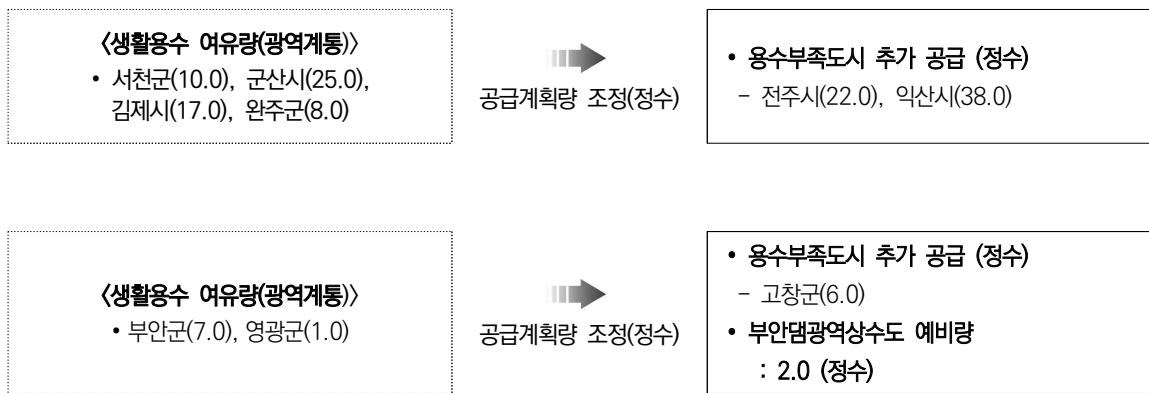 〈생활용수 여유량(광역계통)〉
• 서천군(10.0), 군산시(25.0),
김제시(17.0), 완주군(8.0)
공급계획량 조정(정수)
• 용수부족도시 추가 공급 (정수)
- 전주시(22.0), 익산시(38.0)
〈생활용수 여유량(광역계통)〉
• 부안군(7.0), 영광군(1.0)
공급계획량 조정(정수)
• 용수부족도시 추가 공급 (정수)
- 고창군(6.0)
• 부안댐광역상수도 예비량
: 2.0 (정수)